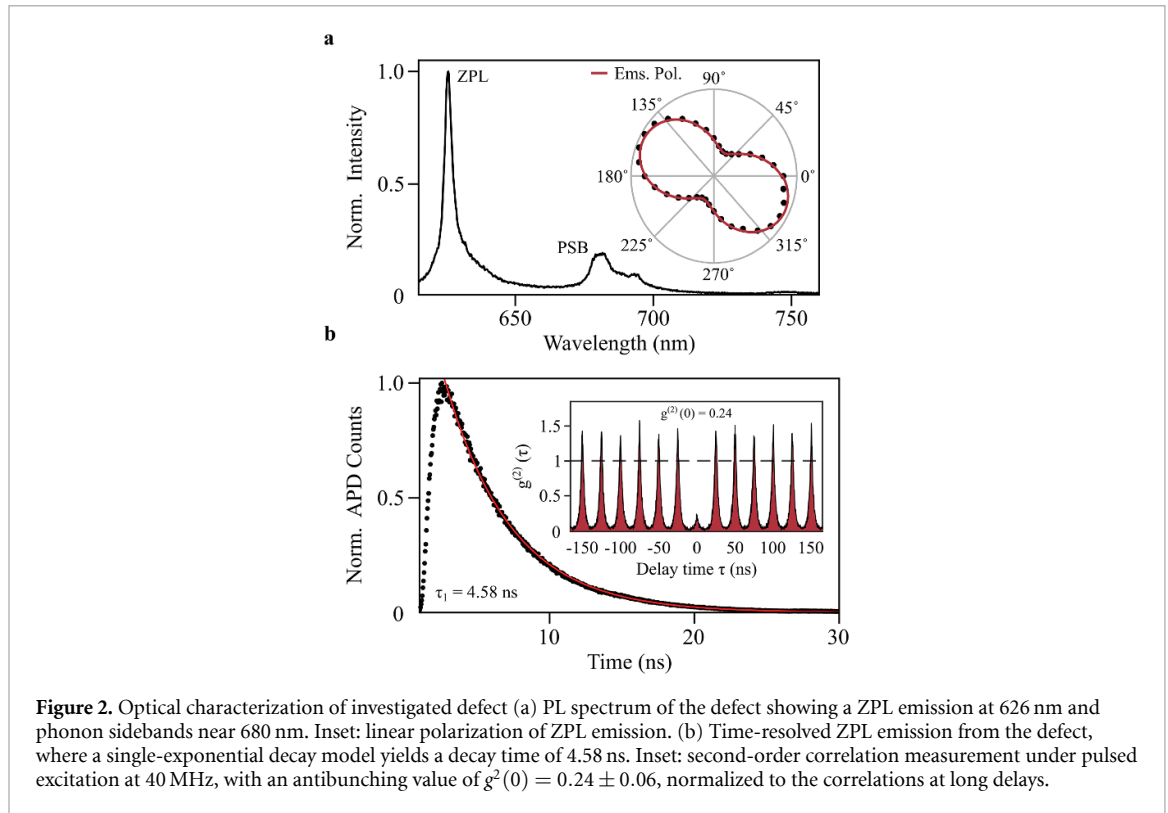 a
1.0
ZPL
Ems. Pol.
90°
135°
45°
180°
0°
225°
315°
270°
Norm. Intensity
0.5
PSB
0
650
700
750
Wavelength (nm)
b
1.0
Norm. APD Counts
0.5
0
τ₁ = 4.58 ns
10
20
30
Time (ns)
g⁽²⁾(0) = 0.24
g⁽²⁾ (τ)
1.5
1
0.5
0
-150 -100 -50 0 50 100 150
Delay time τ (ns)
Figure 2. Optical characterization of investigated defect (a) PL spectrum of the defect showing a ZPL emission at 626 nm and
phonon sidebands near 680 nm. Inset: linear polarization of ZPL emission. (b) Time-resolved ZPL emission from the defect,
where a single-exponential decay model yields a decay time of 4.58 ns. Inset: second-order correlation measurement under pulsed
excitation at 40 MHz, with an antibunching value of g²(0) = 0.24 ± 0.06, normalized to the correlations at long delays.